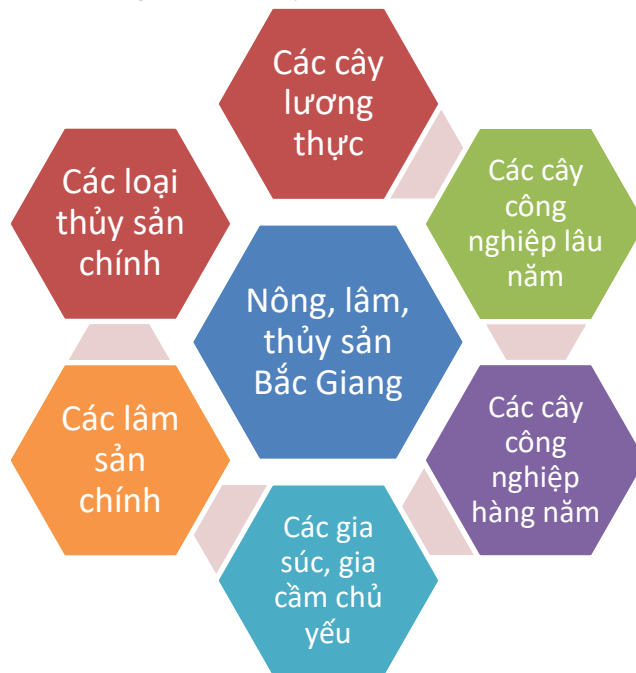 Các cây
lương
thực
Các loại
thủy sản
chính
Các cây
công
nghiệp lâu
năm
Nông, lâm,
thủy sản
Bắc Giang
Các lâm
sản
chính
Các cây
công
nghiệp
hàng năm
Các gia
súc, gia
cầm chủ
yếu